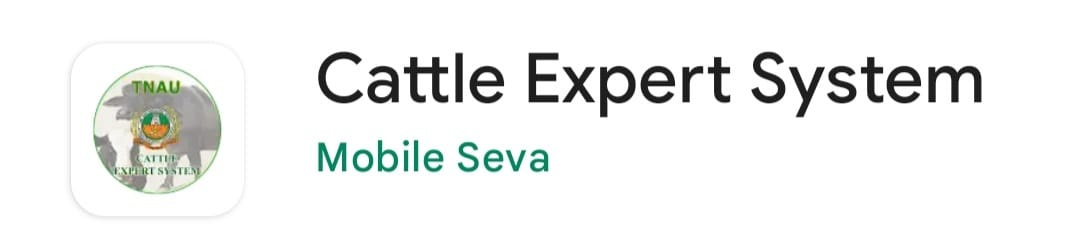 TNAU
CATTLE
EXPERT SYSTEM
Cattle Expert System
Mobile Seva